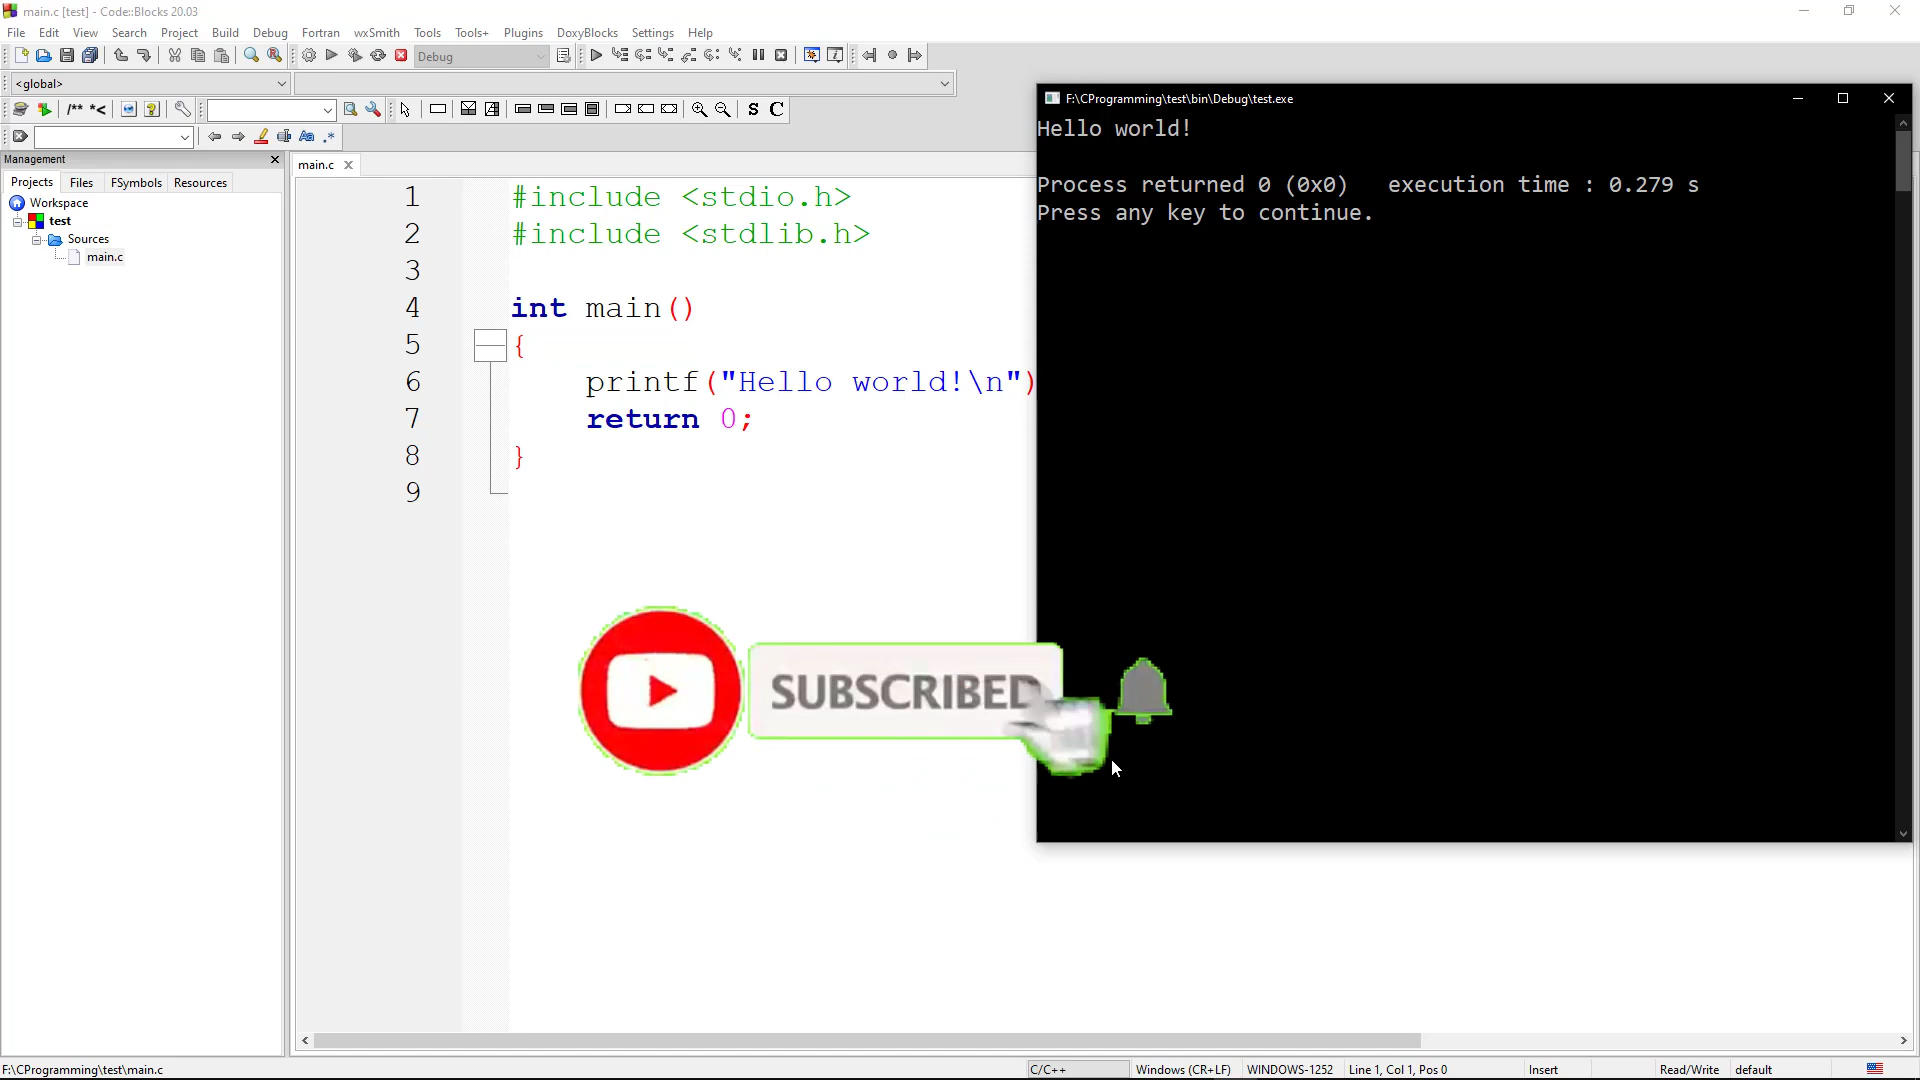 main.c [test] - Code::Blocks 20.03
File Edit View Search Project Build Debug Fortran wxSmith Tools Tools+ Plugins DoxyBlocks Settings Help
Debug
<global>
/** *<
S C
Aa .*
Management
Projects Files FSymbols Resources
Workspace
test
Sources
main.c
main.c
1 #include <stdio.h>
2 #include <stdlib.h>
3
4 int main()
5 {
6 printf("Hello world!\n")
7 return 0;
8 }
9
F:\CProgramming\test\bin\Debug\test.exe
Hello world!
Process returned 0 (0x0) execution time : 0.279 s
Press any key to continue.
SUBSCRIBED
F:\CProgramming\test\main.c C/C++ Windows (CR+LF) WINDOWS-1252 Line 1, Col 1, Pos 0 Insert Read/Write default